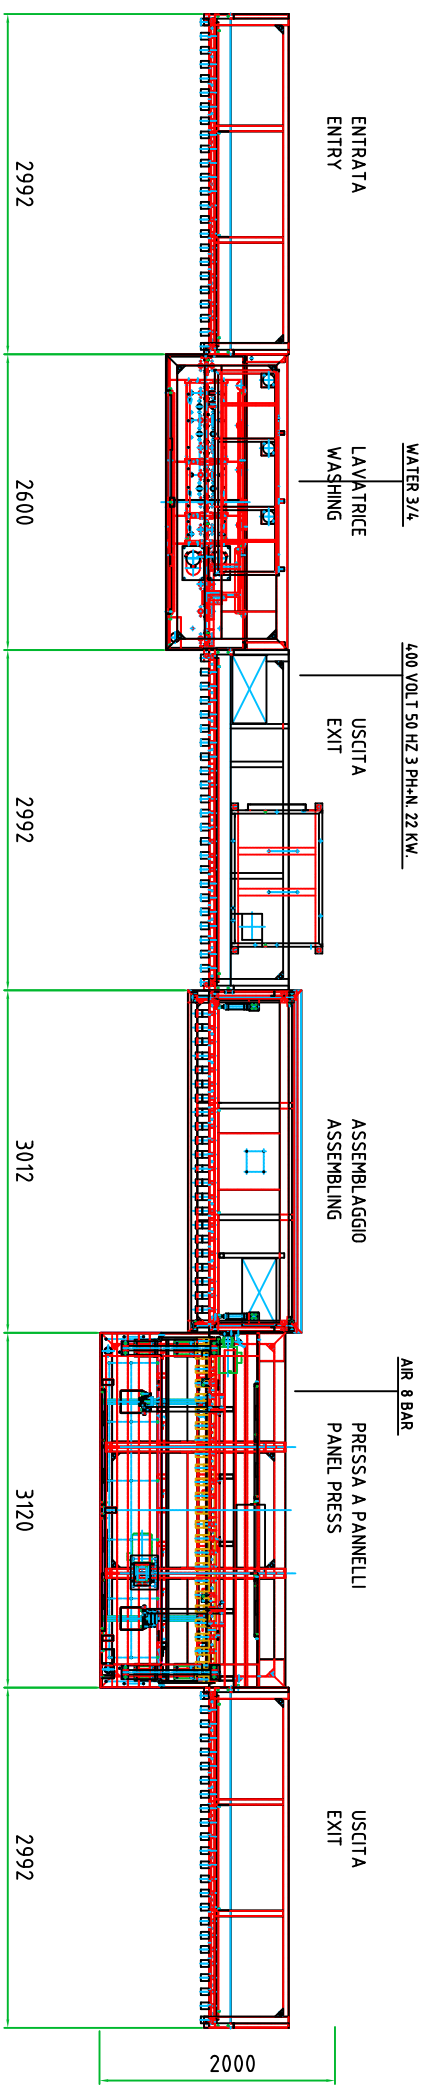 ENTRATA
ENTRY
2992
WATER 3/4
LAVATRICE
WASHING
2600
400 VOLT 50 HZ 3 PH+N. 22 KW.
USCITA
EXIT
2992
ASSEMBLAGGIO
ASSEMBLING
3012
AIR 8 BAR
PRESSA A PANNELLI
PANEL PRESS
3120
USCITA
EXIT
2992
2000